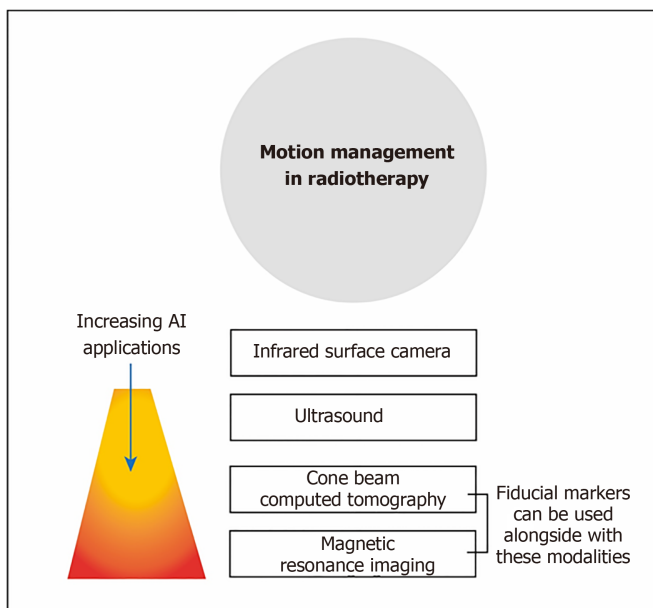 Motion management
in radiotherapy
Increasing AI
applications
Infrared surface camera
Ultrasound
Cone beam
computed tomography
Magnetic
resonance imaging
Fiducial markers
can be used
alongside with
these modalities